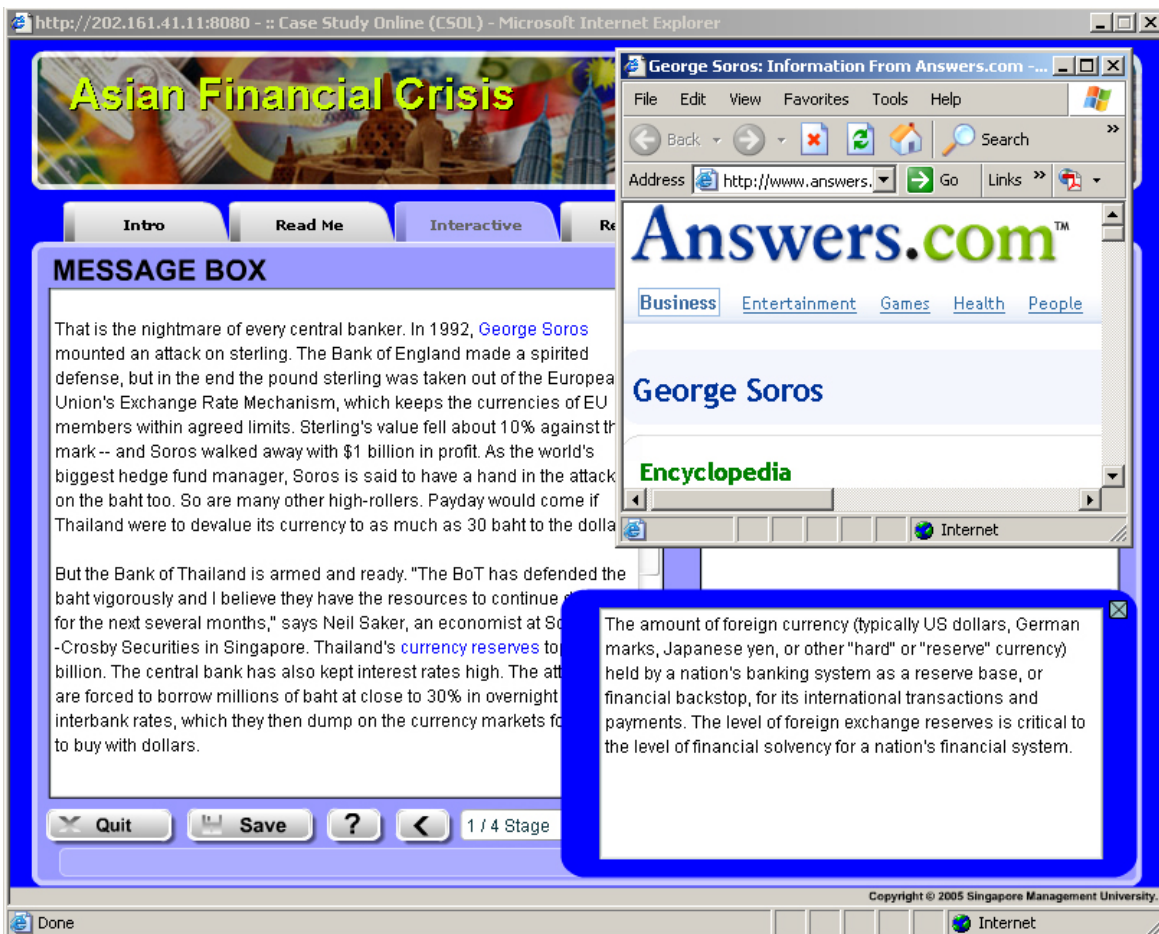 http://202.161.41.11:8080 - :: Case Study Online (CSOL) - Microsoft Internet Explorer
Asian Financial Crisis
Intro
Read Me
Interactive
Re
MESSAGE BOX
That is the nightmare of every central banker. In 1992, George Soros
mounted an attack on sterling. The Bank of England made a spirited
defense, but in the end the pound sterling was taken out of the Europea
Union's Exchange Rate Mechanism, which keeps the currencies of EU
members within agreed limits. Sterling's value fell about 10% against th
mark -- and Soros walked away with $1 billion in profit. As the world's
biggest hedge fund manager, Soros is said to have a hand in the attack
on the baht too. So are many other high-rollers. Payday would come if
Thailand were to devalue its currency to as much as 30 baht to the dolla
But the Bank of Thailand is armed and ready. "The BoT has defended the
baht vigorously and I believe they have the resources to continue
for the next several months," says Neil Saker, an economist at So
-Crosby Securities in Singapore. Thailand's currency reserves to
billion. The central bank has also kept interest rates high. The att
are forced to borrow millions of baht at close to 30% in overnight
interbank rates, which they then dump on the currency markets fo
to buy with dollars.
Quit
Save
?
1 / 4 Stage
George Soros: Information From Answers.com -...
File Edit View Favorites Tools Help
Back
Search
»
Address http://www.answers. Go Links »
Answers.com™
Business Entertainment Games Health People
George Soros
Encyclopedia
Internet
The amount of foreign currency (typically US dollars, German
marks, Japanese yen, or other "hard" or "reserve" currency)
held by a nation's banking system as a reserve base, or
financial backstop, for its international transactions and
payments. The level of foreign exchange reserves is critical to
the level of financial solvency for a nation's financial system.
Copyright © 2005 Singapore Management University.
Done
Internet